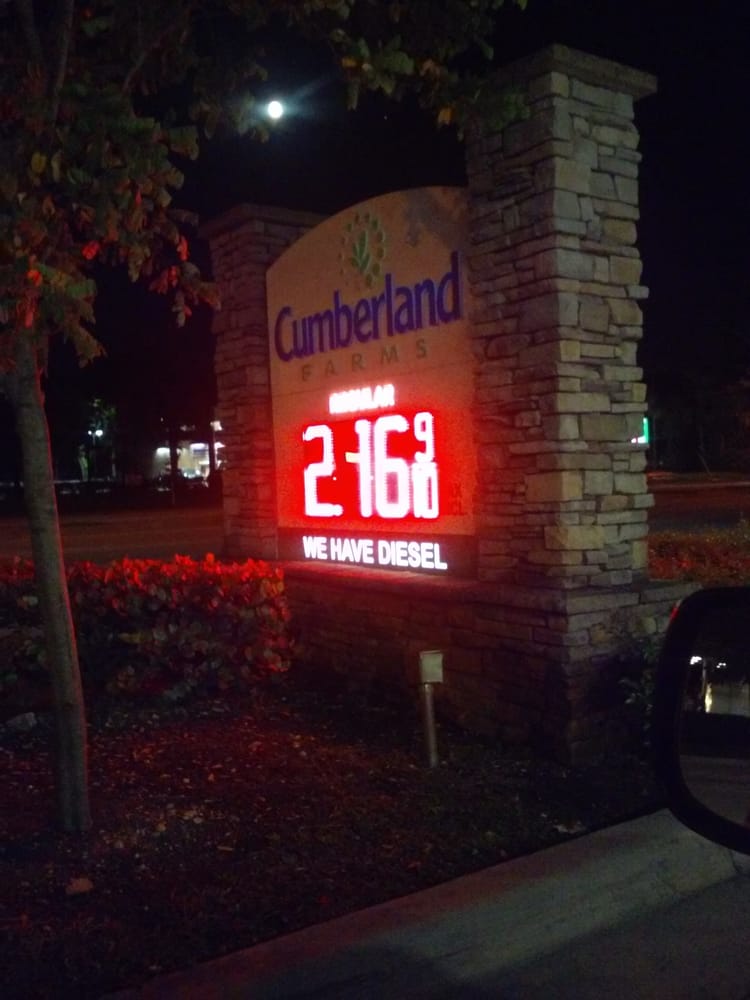 Cumberland
FARMS
REGULAR
2.16 9/10
WE HAVE DIESEL